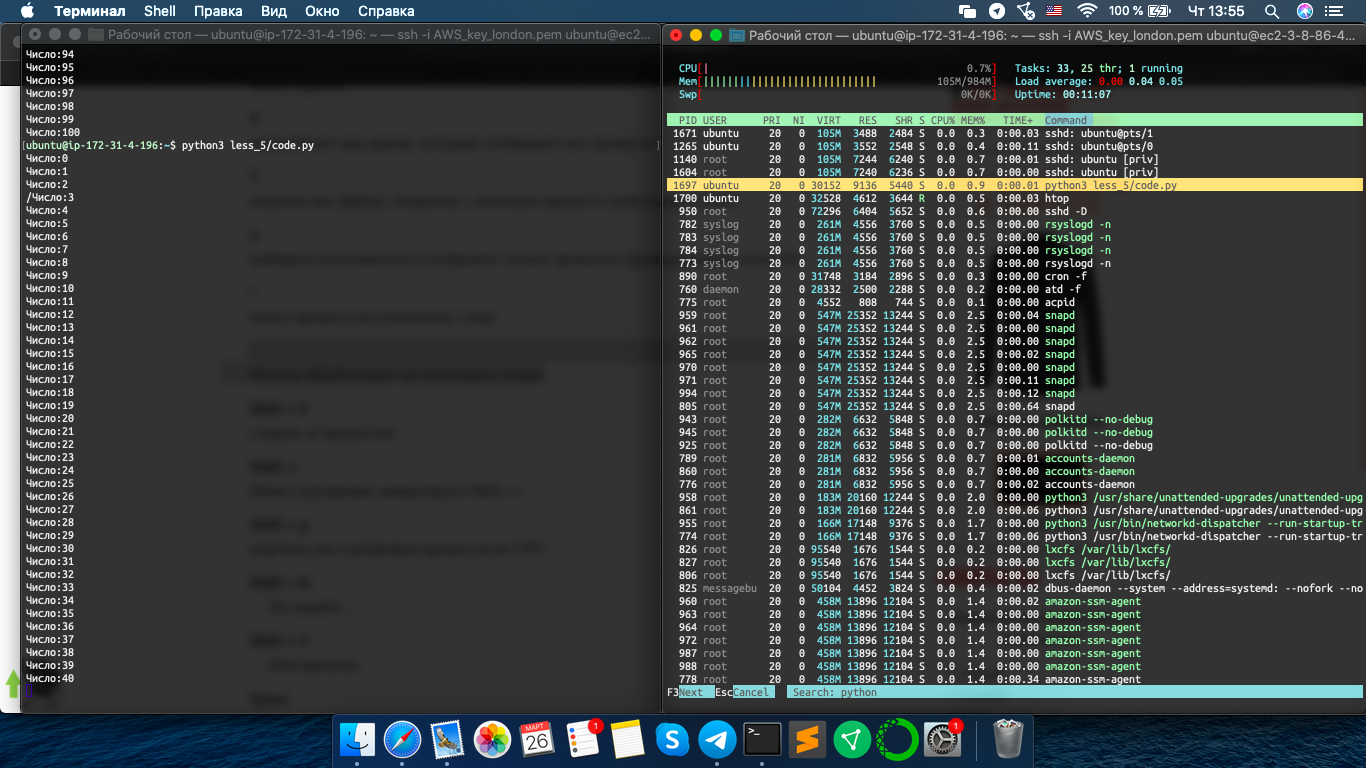 Терминал Shell Правка Вид Окно Справка 100 % Чт 13:55
Рабочий стол — ubuntu@ip-172-31-4-196: ~ — ssh -i AWS_key_london.pem ubuntu@ec2...
Число:94
Число:95
Число:96
Число:97
Число:98
Число:99
Число:100
[ubuntu@ip-172-31-4-196:~$ python3 less_5/code.py ]
Число:0
Число:1
Число:2
/Число:3
Число:4
Число:5
Число:6
Число:7
Число:8
Число:9
Число:10
Число:11
Число:12
Число:13
Число:14
Число:15
Число:16
Число:17
Число:18
Число:19
Число:20
Число:21
Число:22
Число:23
Число:24
Число:25
Число:26
Число:27
Число:28
Число:29
Число:30
Число:31
Число:32
Число:33
Число:34
Число:35
Число:36
Число:37
Число:38
Число:39
Число:40
Рабочий стол — ubuntu@ip-172-31-4-196: ~ — ssh -i AWS_key_london.pem ubuntu@ec2-3-8-86-4...
CPU[| 0.7%] Tasks: 33, 25 thr; 1 running
Mem[||||||||||||||||||||||||||||| 105M/984M] Load average: 0.00 0.04 0.05
Swp[ 0K/0K] Uptime: 00:11:07
PID USER PRI NI VIRT RES SHR S CPU% MEM% TIME+ Command
1671 ubuntu 20 0 105M 3488 2484 S 0.0 0.3 0:00.03 sshd: ubuntu@pts/1
1265 ubuntu 20 0 105M 3552 2548 S 0.0 0.4 0:00.11 sshd: ubuntu@pts/0
1140 root 20 0 105M 7244 6240 S 0.0 0.7 0:00.01 sshd: ubuntu [priv]
1604 root 20 0 105M 7240 6236 S 0.0 0.7 0:00.00 sshd: ubuntu [priv]
1697 ubuntu 20 0 30152 9136 5440 S 0.0 0.9 0:00.01 python3 less_5/code.py
1700 ubuntu 20 0 32528 4612 3644 R 0.0 0.5 0:00.03 htop
950 root 20 0 72296 6404 5652 S 0.0 0.6 0:00.00 sshd -D
782 syslog 20 0 261M 4556 3760 S 0.0 0.5 0:00.00 rsyslogd -n
783 syslog 20 0 261M 4556 3760 S 0.0 0.5 0:00.00 rsyslogd -n
784 syslog 20 0 261M 4556 3760 S 0.0 0.5 0:00.00 rsyslogd -n
773 syslog 20 0 261M 4556 3760 S 0.0 0.5 0:00.00 rsyslogd -n
890 root 20 0 31748 3184 2896 S 0.0 0.3 0:00.00 cron -f
760 daemon 20 0 28332 2500 2288 S 0.0 0.2 0:00.00 atd -f
775 root 20 0 4552 808 744 S 0.0 0.1 0:00.00 acpid
959 root 20 0 547M 25352 13244 S 0.0 2.5 0:00.04 snapd
961 root 20 0 547M 25352 13244 S 0.0 2.5 0:00.00 snapd
962 root 20 0 547M 25352 13244 S 0.0 2.5 0:00.00 snapd
965 root 20 0 547M 25352 13244 S 0.0 2.5 0:00.02 snapd
970 root 20 0 547M 25352 13244 S 0.0 2.5 0:00.00 snapd
971 root 20 0 547M 25352 13244 S 0.0 2.5 0:00.11 snapd
994 root 20 0 547M 25352 13244 S 0.0 2.5 0:00.12 snapd
805 root 20 0 547M 25352 13244 S 0.0 2.5 0:00.64 snapd
943 root 20 0 282M 6632 5848 S 0.0 0.7 0:00.00 polkitd --no-debug
945 root 20 0 282M 6632 5848 S 0.0 0.7 0:00.00 polkitd --no-debug
925 root 20 0 282M 6632 5848 S 0.0 0.7 0:00.00 polkitd --no-debug
789 root 20 0 281M 6832 5956 S 0.0 0.7 0:00.01 accounts-daemon
860 root 20 0 281M 6832 5956 S 0.0 0.7 0:00.00 accounts-daemon
776 root 20 0 281M 6832 5956 S 0.0 0.7 0:00.02 accounts-daemon
958 root 20 0 183M 20160 12244 S 0.0 2.0 0:00.00 python3 /usr/share/unattended-upgrades/unattended-upg
861 root 20 0 183M 20160 12244 S 0.0 2.0 0:00.06 python3 /usr/share/unattended-upgrades/unattended-upg
955 root 20 0 166M 17148 9376 S 0.0 1.7 0:00.00 python3 /usr/bin/networkd-dispatcher --run-startup-tr
774 root 20 0 166M 17148 9376 S 0.0 1.7 0:00.06 python3 /usr/bin/networkd-dispatcher --run-startup-tr
826 root 20 0 95540 1676 1544 S 0.0 0.2 0:00.00 lxcfs /var/lib/lxcfs/
827 root 20 0 95540 1676 1544 S 0.0 0.2 0:00.00 lxcfs /var/lib/lxcfs/
806 root 20 0 95540 1676 1544 S 0.0 0.2 0:00.00 lxcfs /var/lib/lxcfs/
825 messagebu 20 0 50104 4452 3824 S 0.0 0.4 0:00.02 dbus-daemon --system --address=systemd: --nofork --no
960 root 20 0 458M 13896 12104 S 0.0 1.4 0:00.02 amazon-ssm-agent
963 root 20 0 458M 13896 12104 S 0.0 1.4 0:00.00 amazon-ssm-agent
964 root 20 0 458M 13896 12104 S 0.0 1.4 0:00.00 amazon-ssm-agent
972 root 20 0 458M 13896 12104 S 0.0 1.4 0:00.00 amazon-ssm-agent
987 root 20 0 458M 13896 12104 S 0.0 1.4 0:00.00 amazon-ssm-agent
988 root 20 0 458M 13896 12104 S 0.0 1.4 0:00.00 amazon-ssm-agent
778 root 20 0 458M 13896 12104 S 0.0 1.4 0:00.34 amazon-ssm-agent
F3Next EscCancel Search: python
МАРТ
26
1
1